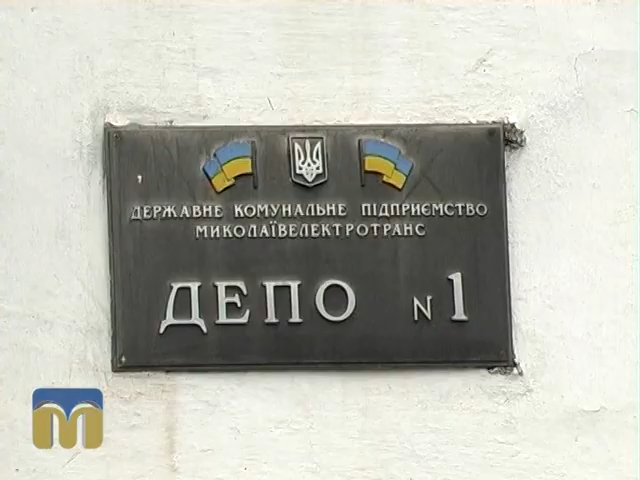 ДЕРЖАВНЕ КОМУНАЛЬНЕ ПІДПРИЄМСТВО
МИКОЛАЇВЕЛЕКТРОТРАНС
ДЕПО N 1
М